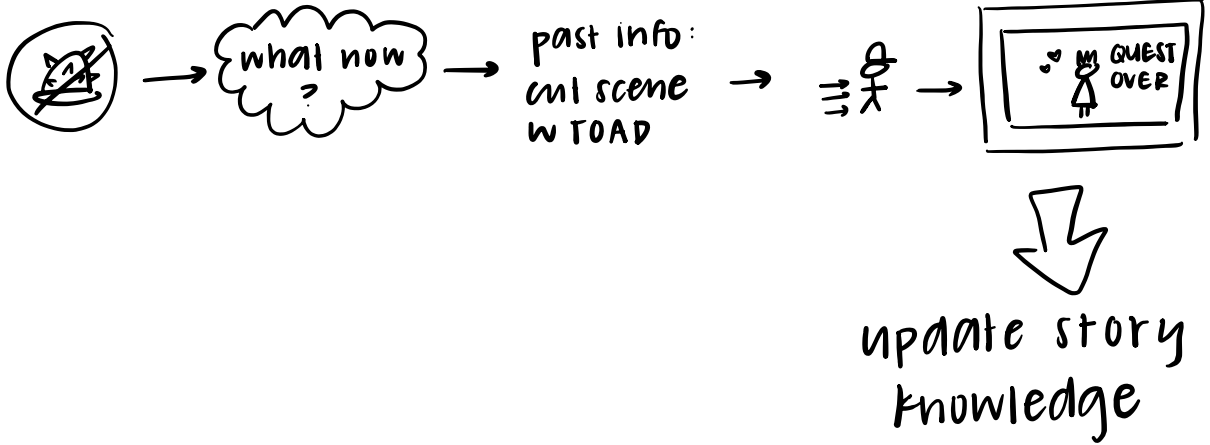 what now
?
past info:
cut scene
w TOAD
QUEST
OVER
update story
knowledge